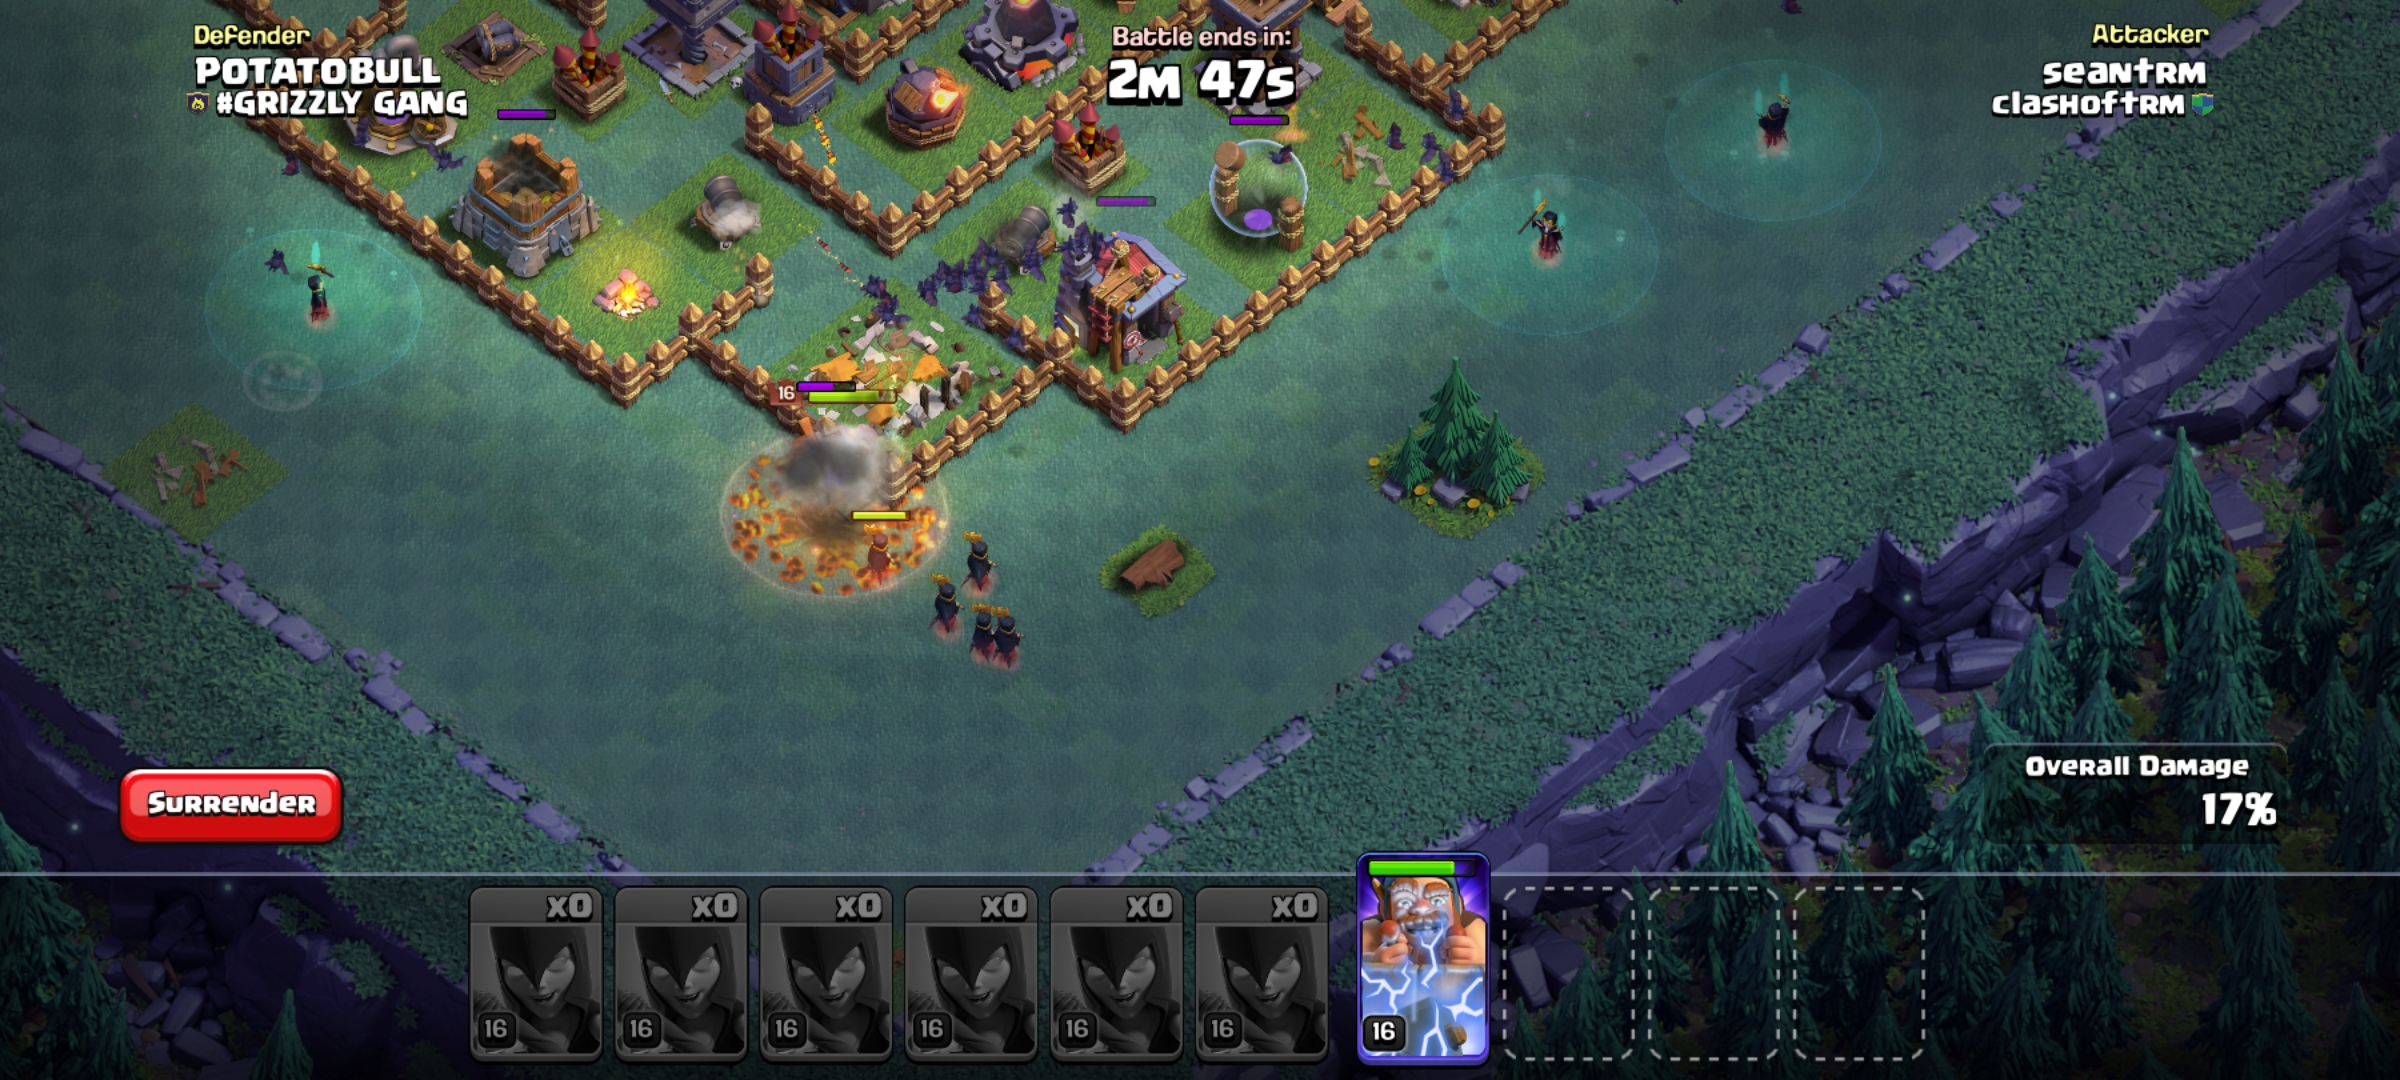 Defender
POTATOBULL
#GRIZZLY GANG
Battle ends in:
2M 47s
Attacker
seantRM
clashoftRM
16
Surrender
Overall Damage
17%
x0
x0
x0
x0
x0
x0
16
16
16
16
16
16
16